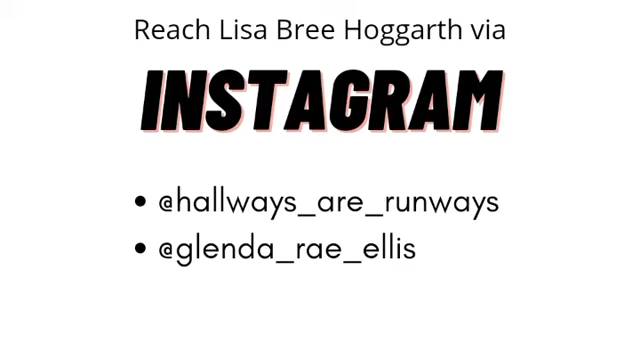 Reach Lisa Bree Hoggarth via
INSTAGRAM
• @hallways_are_runways
• @glenda_rae_ellis